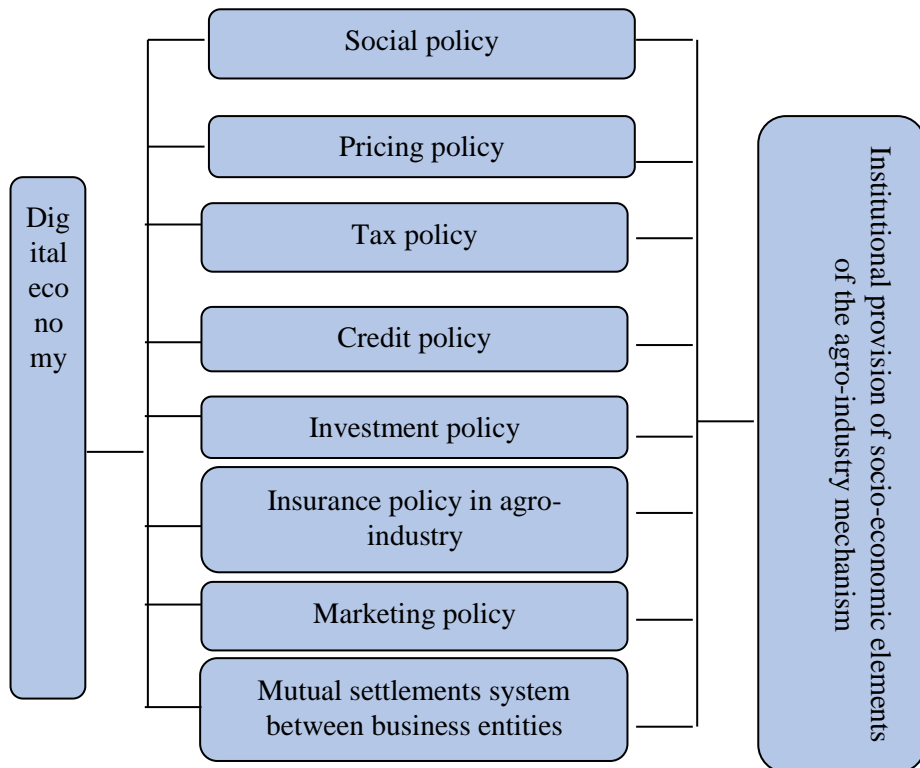 Dig
ital
eco
no
my
Social policy
Pricing policy
Tax policy
Credit policy
Investment policy
Insurance policy in agro-
industry
Marketing policy
Mutual settlements system
between business entities
Institutional provision of socio-economic elements
of the agro-industry mechanism